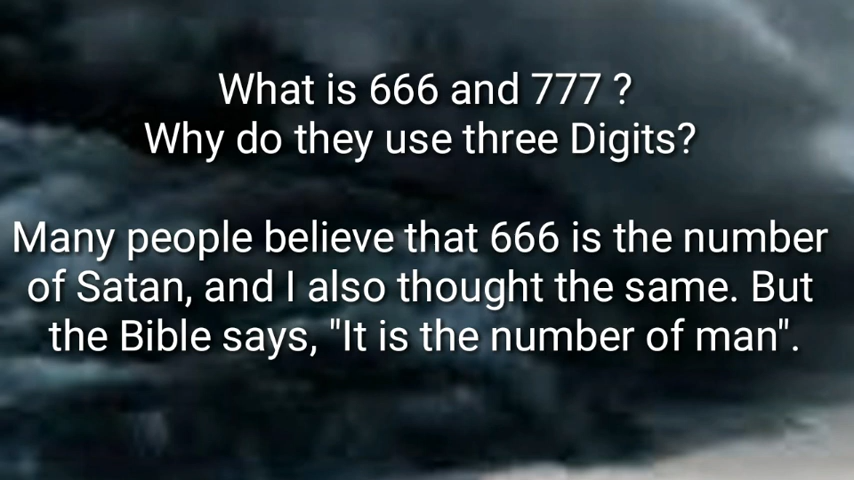 What is 666 and 777 ?
Why do they use three Digits?
Many people believe that 666 is the number
of Satan, and I also thought the same. But
the Bible says, "It is the number of man".